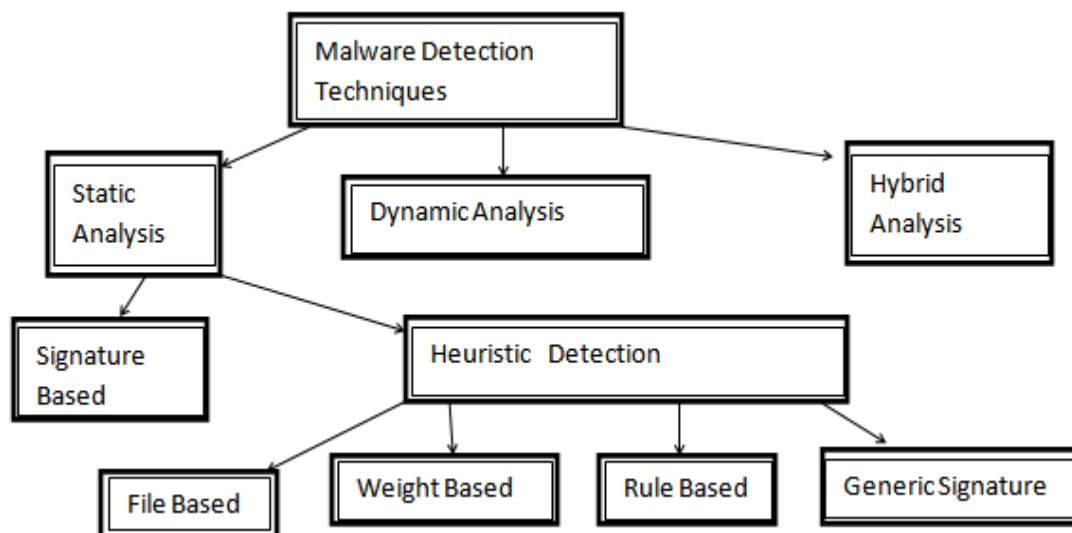 Malware Detection
Techniques
Static
Analysis
Dynamic Analysis
Hybrid
Analysis
Signature
Based
Heuristic Detection
File Based
Weight Based
Rule Based
Generic Signature